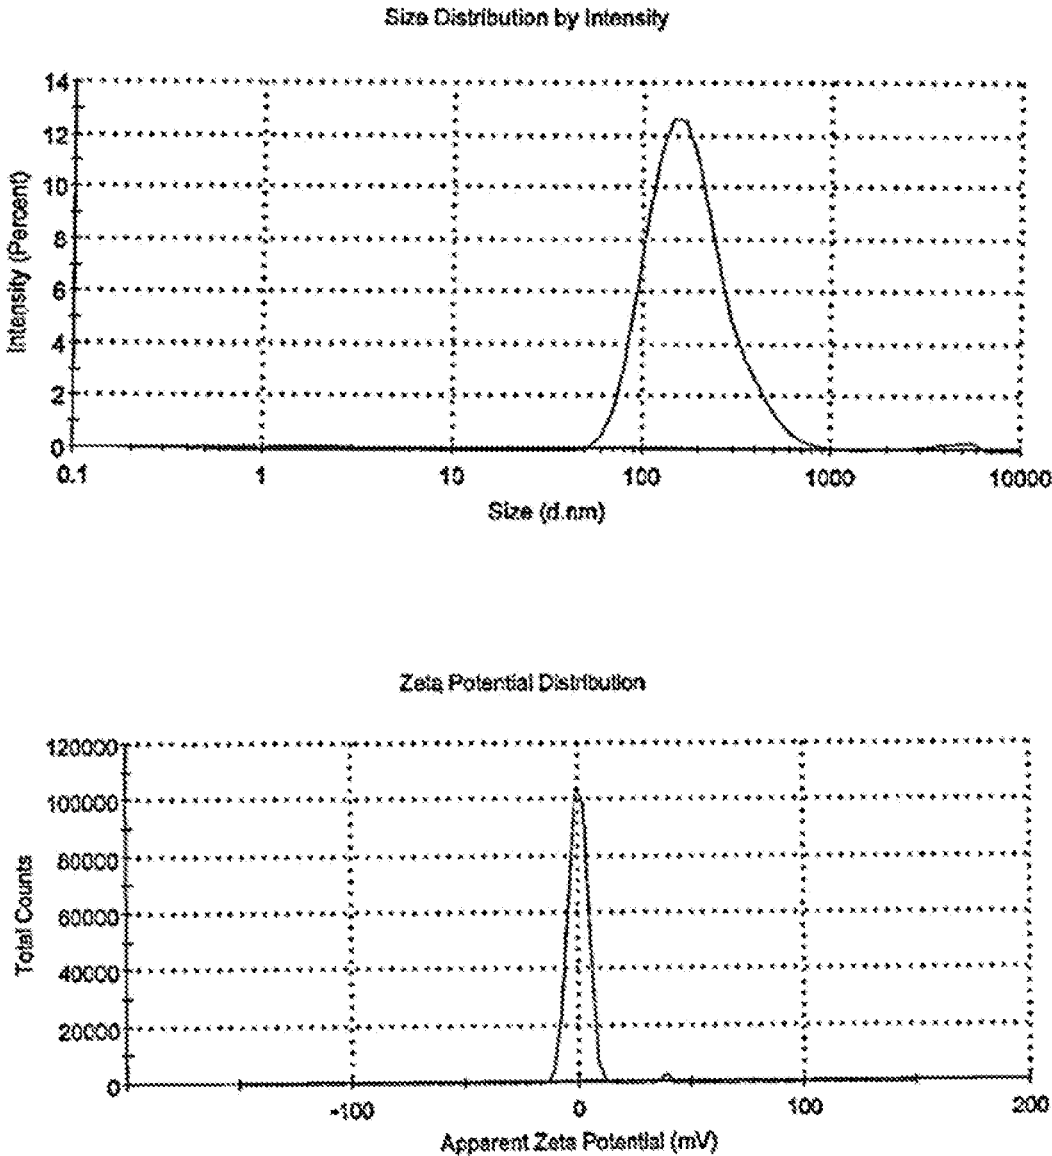 Size Distribution by Intensity
14
12
10
8
6
4
2
0
Intensity (Percent)
0.1 1 10 100 1000 10000
Size (d.nm)
Zeta Potential Distribution
120000
100000
80000
60000
40000
20000
0
Total Counts
-100 0 100 200
Apparent Zeta Potential (mV)